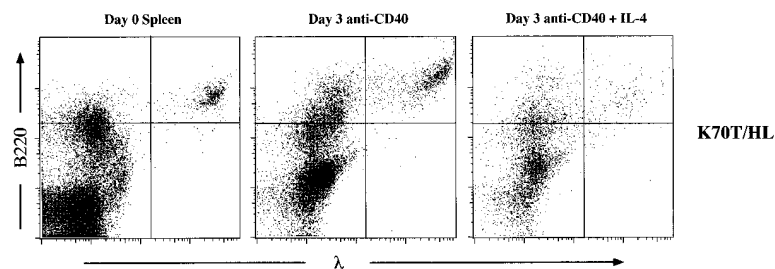 Day 0 Spleen
Day 3 anti-CD40
Day 3 anti-CD40 + IL-4
B220
K70T/HL
λ